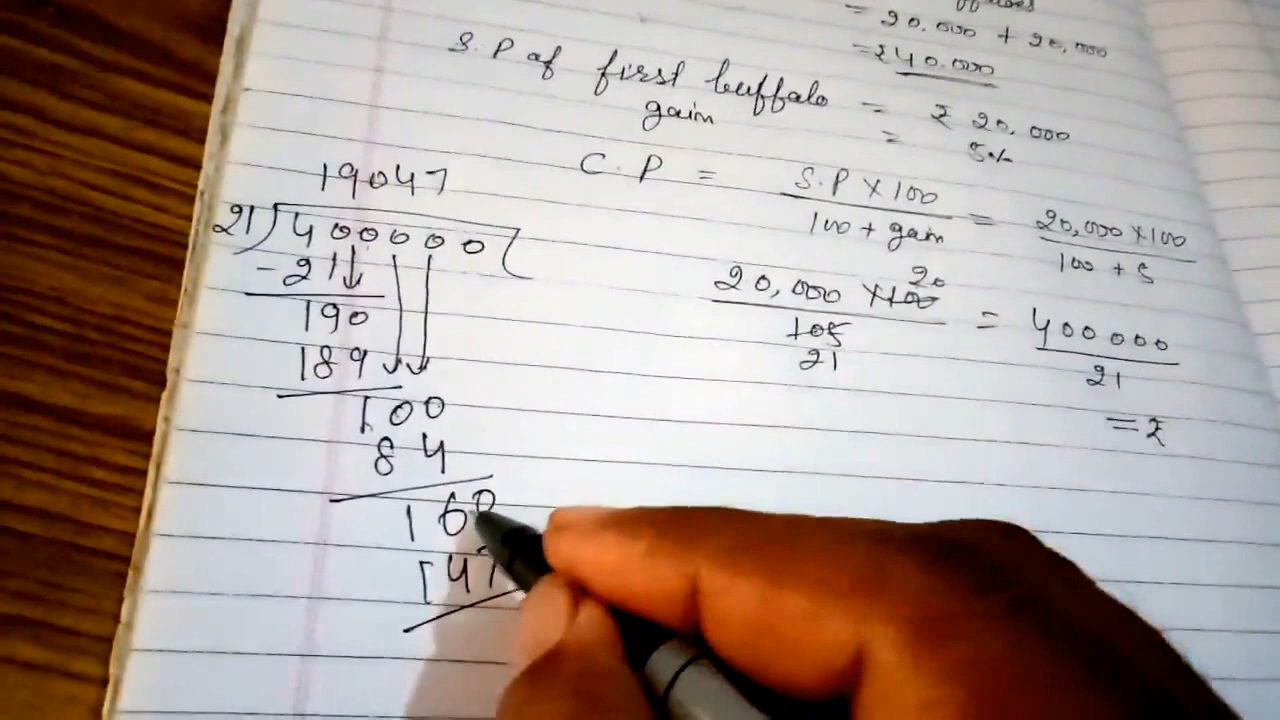 = 20,000 + 20,000
= ₹ 40,000
S.P of first buffalo = ₹ 20,000
gain = 5%
C.P = S.P × 100 / 100 + gain = 20,000 × 100 / 100 + 5
20
20,000 × 100 / 105 = 400000 / 21
21
= ₹
19047
21 ) 400000 (
- 21
190
189
100
84
160
147